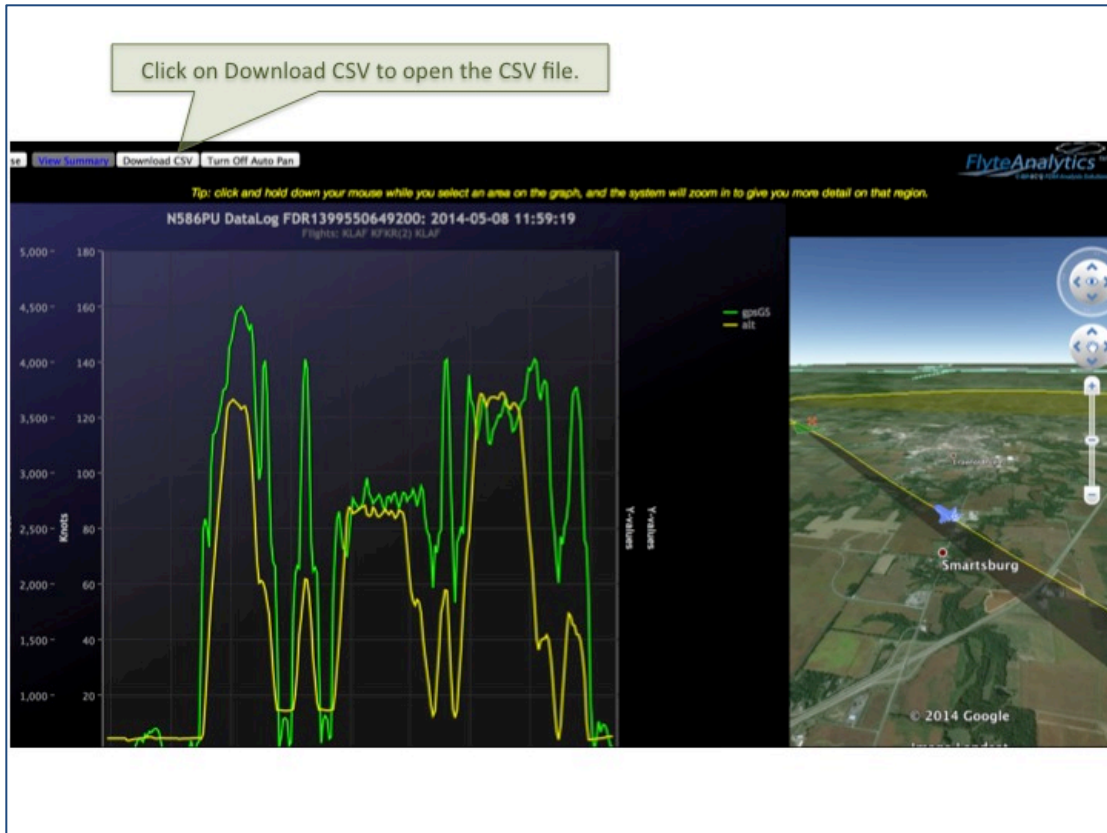 Click on Download CSV to open the CSV file.
se View Summary Download CSV Turn Off Auto Pan
FlyteAnalytics
Tip: click and hold down your mouse while you select an area on the graph, and the system will zoom in to give you more detail on that region.
N586PU DataLog FDR1399550649200: 2014-05-08 11:59:19
Flights: KLAF KFKR(2) KLAF
5,000 180
4,500 160
gpsGS
alt
4,000 140
3,500 120
3,000 100
Knots
2,500 80
Y-values
Y-values
Smartsburg
2,000 60
1,500 40
1,000 20
© 2014 Google
Image Landsat